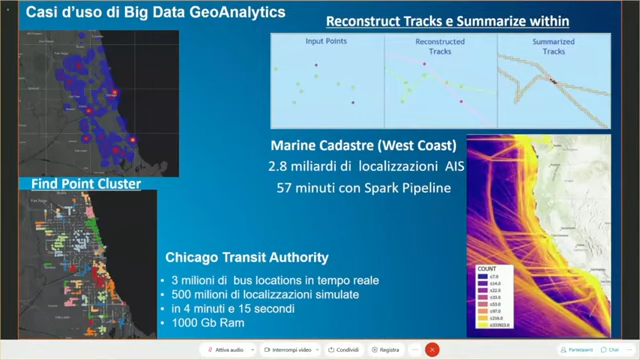 Casi d'uso di Big Data GeoAnalytics
Reconstruct Tracks e Summarize within
Input Points
Reconstructed
Tracks
Summarized
Tracks
Marine Cadastre (West Coast)
2.8 miliardi di localizzazioni AIS
57 minuti con Spark Pipeline
Find Point Cluster
Chicago Transit Authority
• 3 milioni di bus locations in tempo reale
• 500 milioni di localizzazioni simulate
• in 4 minuti e 15 secondi
• 1000 Gb Ram
COUNT
Attiva audio
Interrompi video
Condividi
Registra
Partecipanti
Chat